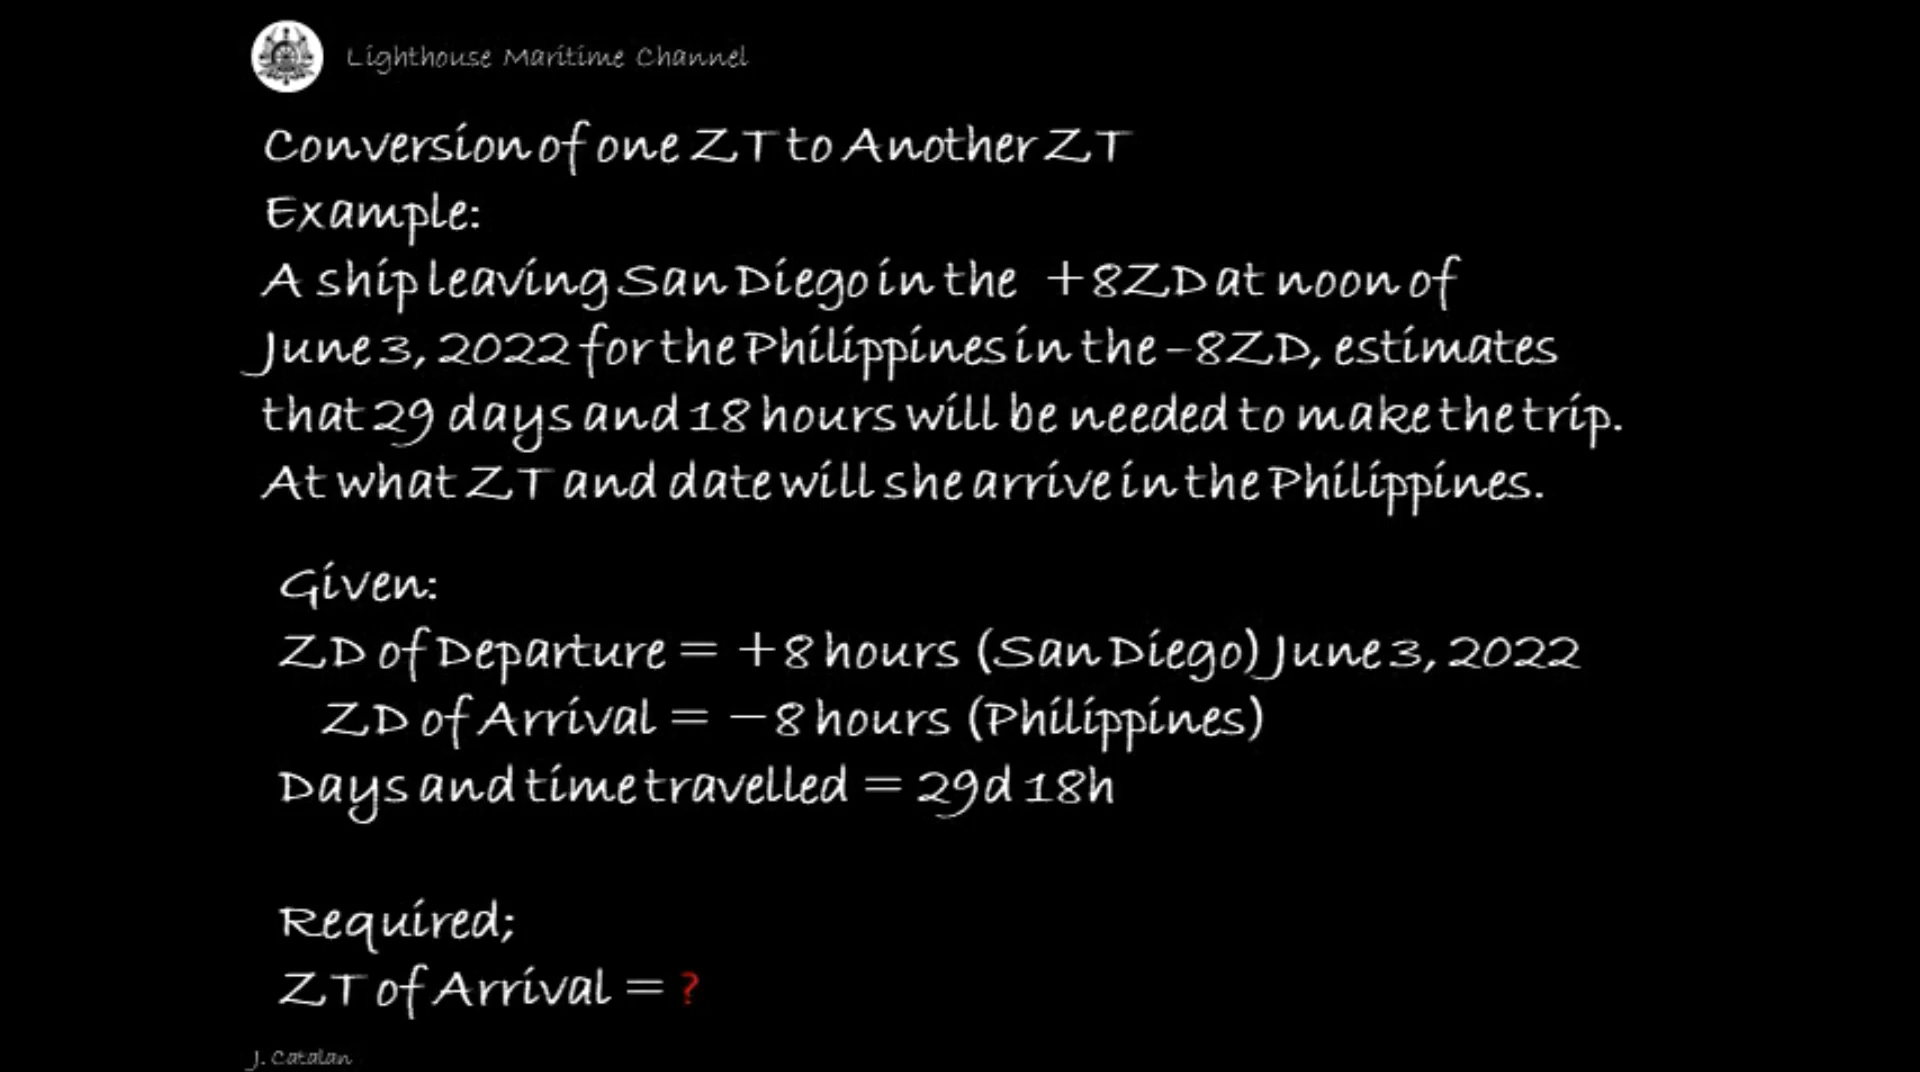 Lighthouse Maritime Channel
Conversion of one ZT to Another ZT
Example:
A ship leaving San Diego in the +8ZD at noon of
June 3, 2022 for the Philippines in the -8ZD, estimates
that 29 days and 18 hours will be needed to make the trip.
At what ZT and date will she arrive in the Philippines.
Given:
ZD of Departure = +8 hours (San Diego) June 3, 2022
ZD of Arrival = -8 hours (Philippines)
Days and time travelled = 29d 18h
Required;
ZT of Arrival = ?
J. Catalan